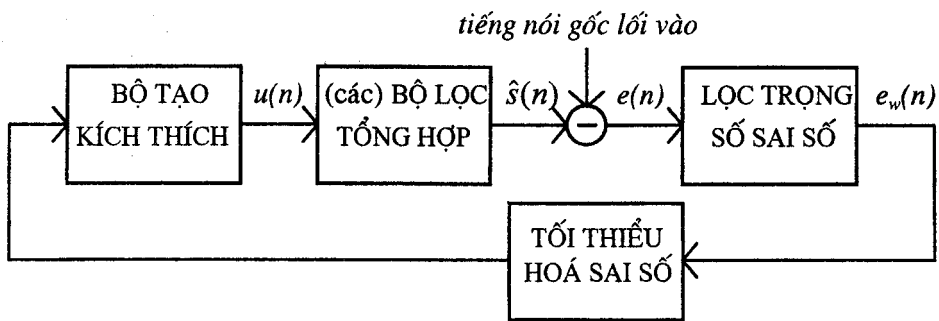 tiếng nói gốc lối vào
BỘ TẠO
KÍCH THÍCH
u(n)
(các) BỘ LỌC
TỔNG HỢP
ŝ(n)
−
e(n)
LỌC TRỌNG
SỐ SAI SỐ
e_w(n)
TỐI THIỂU
HOÁ SAI SỐ